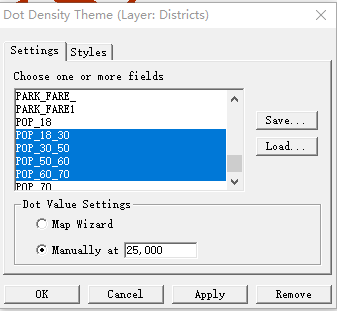 Dot Density Theme (Layer: Districts)
Settings Styles
Choose one or more fields
PARK_FARE_
PARK_FARE1
POP_18
POP_18_30
POP_30_50
POP_50_60
POP_60_70
POP_70
Save...
Load...
Dot Value Settings
Map Wizard
Manually at 25,000
OK Cancel Apply Remove